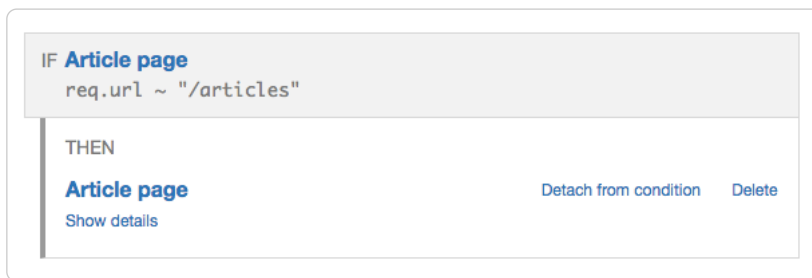 IF Article page
req.url ~ "/articles"
THEN
Article page Detach from condition Delete
Show details